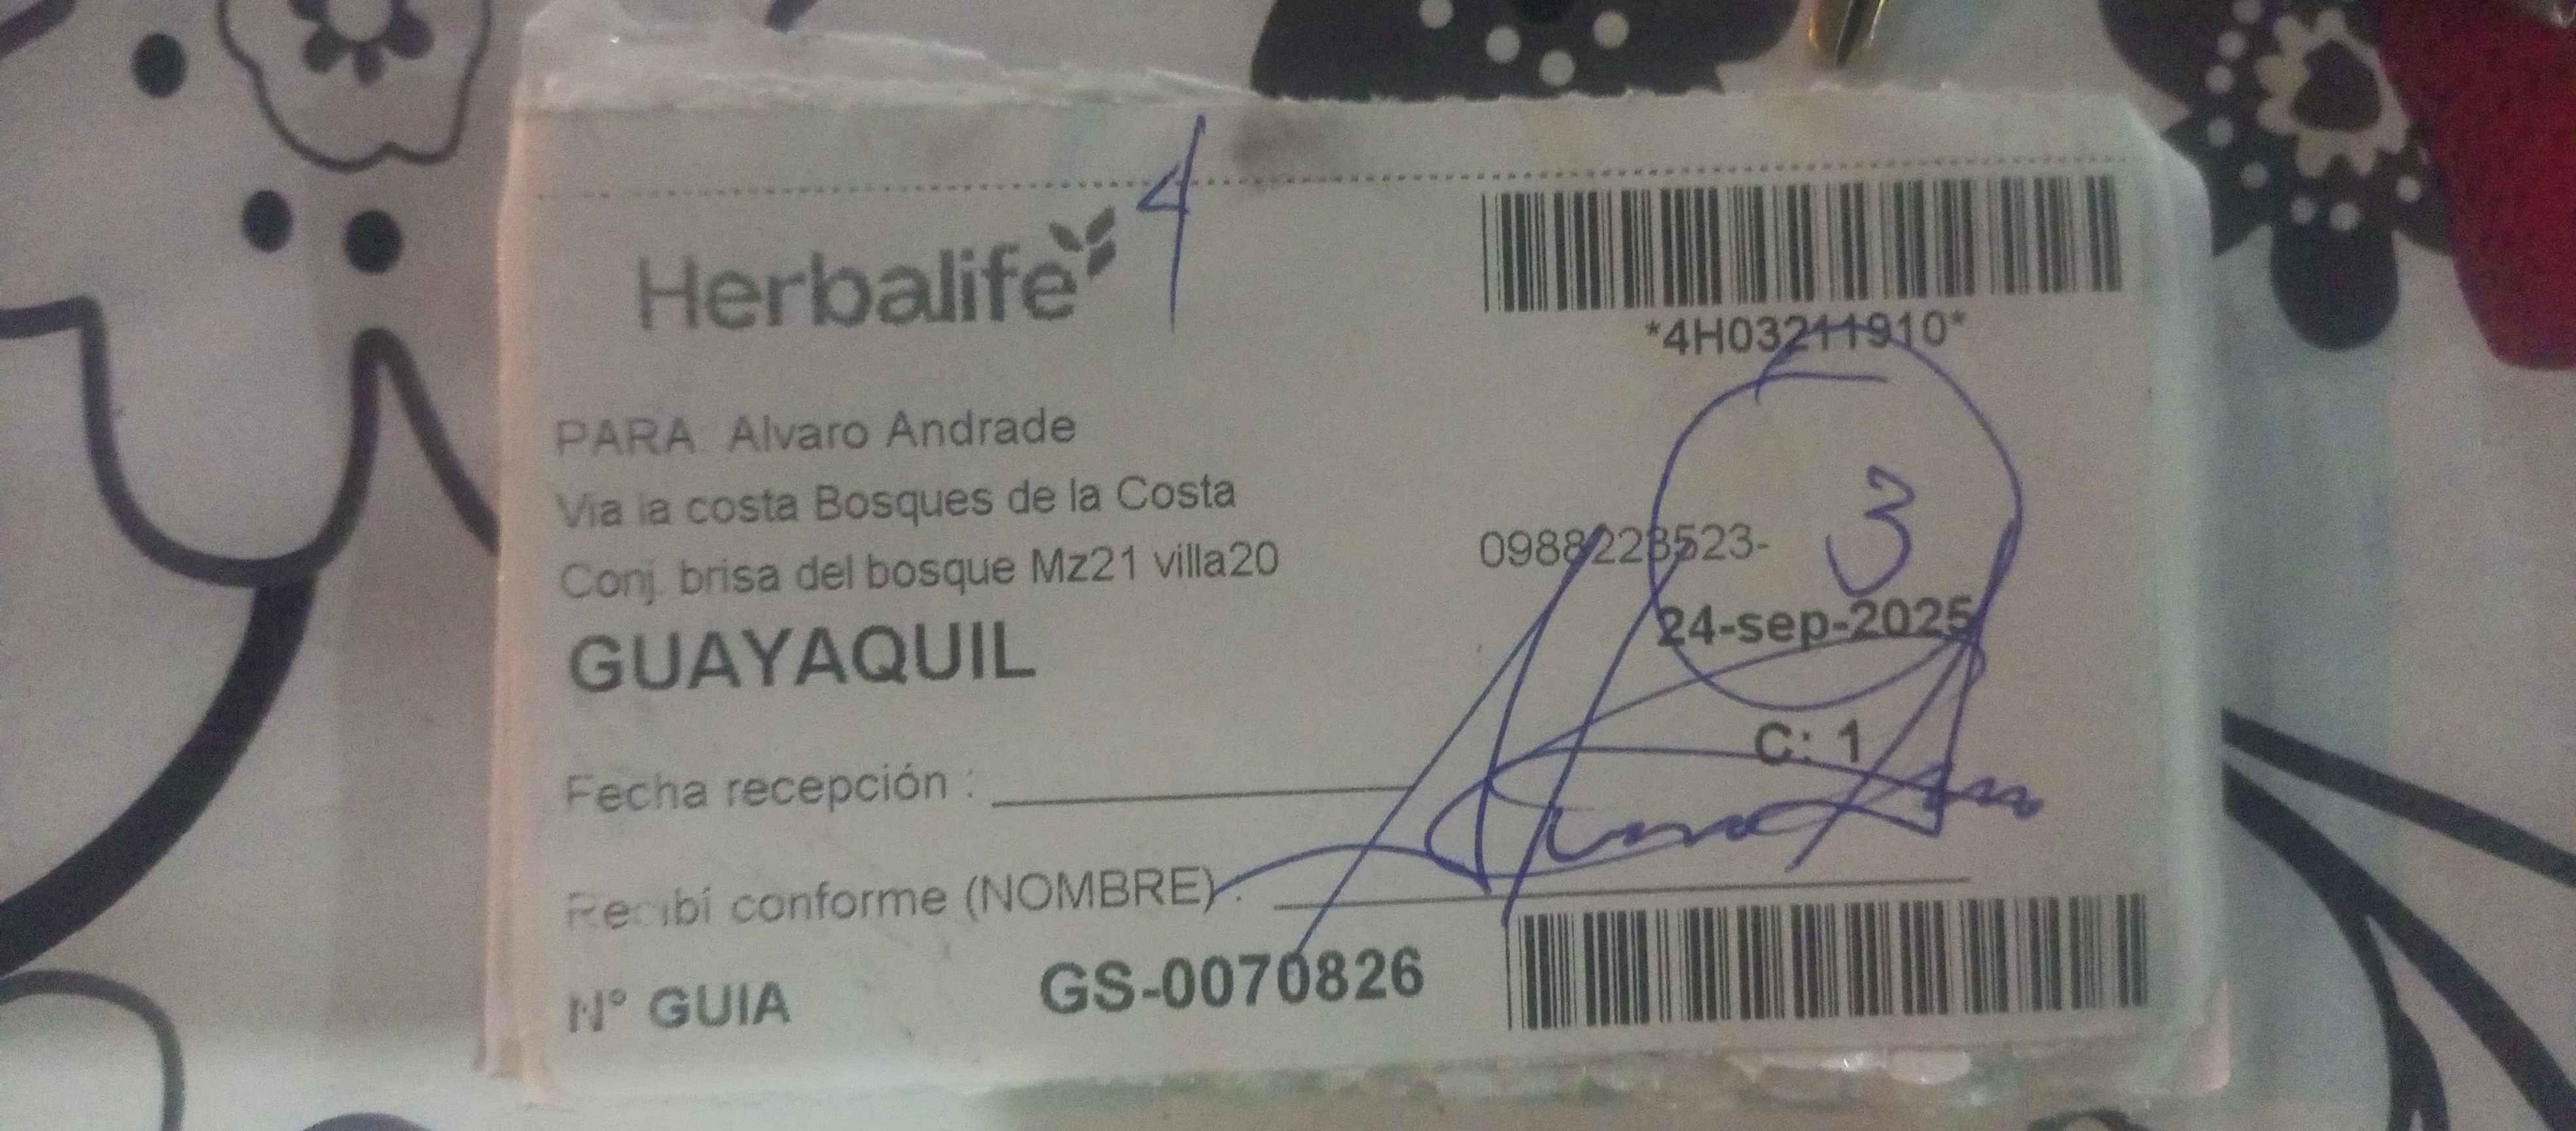 4
Herbalife
*4H03211910*
PARA: Alvaro Andrade
Via la costa Bosques de la Costa
Conj. brisa del bosque Mz21 villa20
0988223523-
3
GUAYAQUIL
24-sep-2025
C: 1
Fecha recepción :
Recibí conforme (NOMBRE) :
N° GUIA
GS-0070826